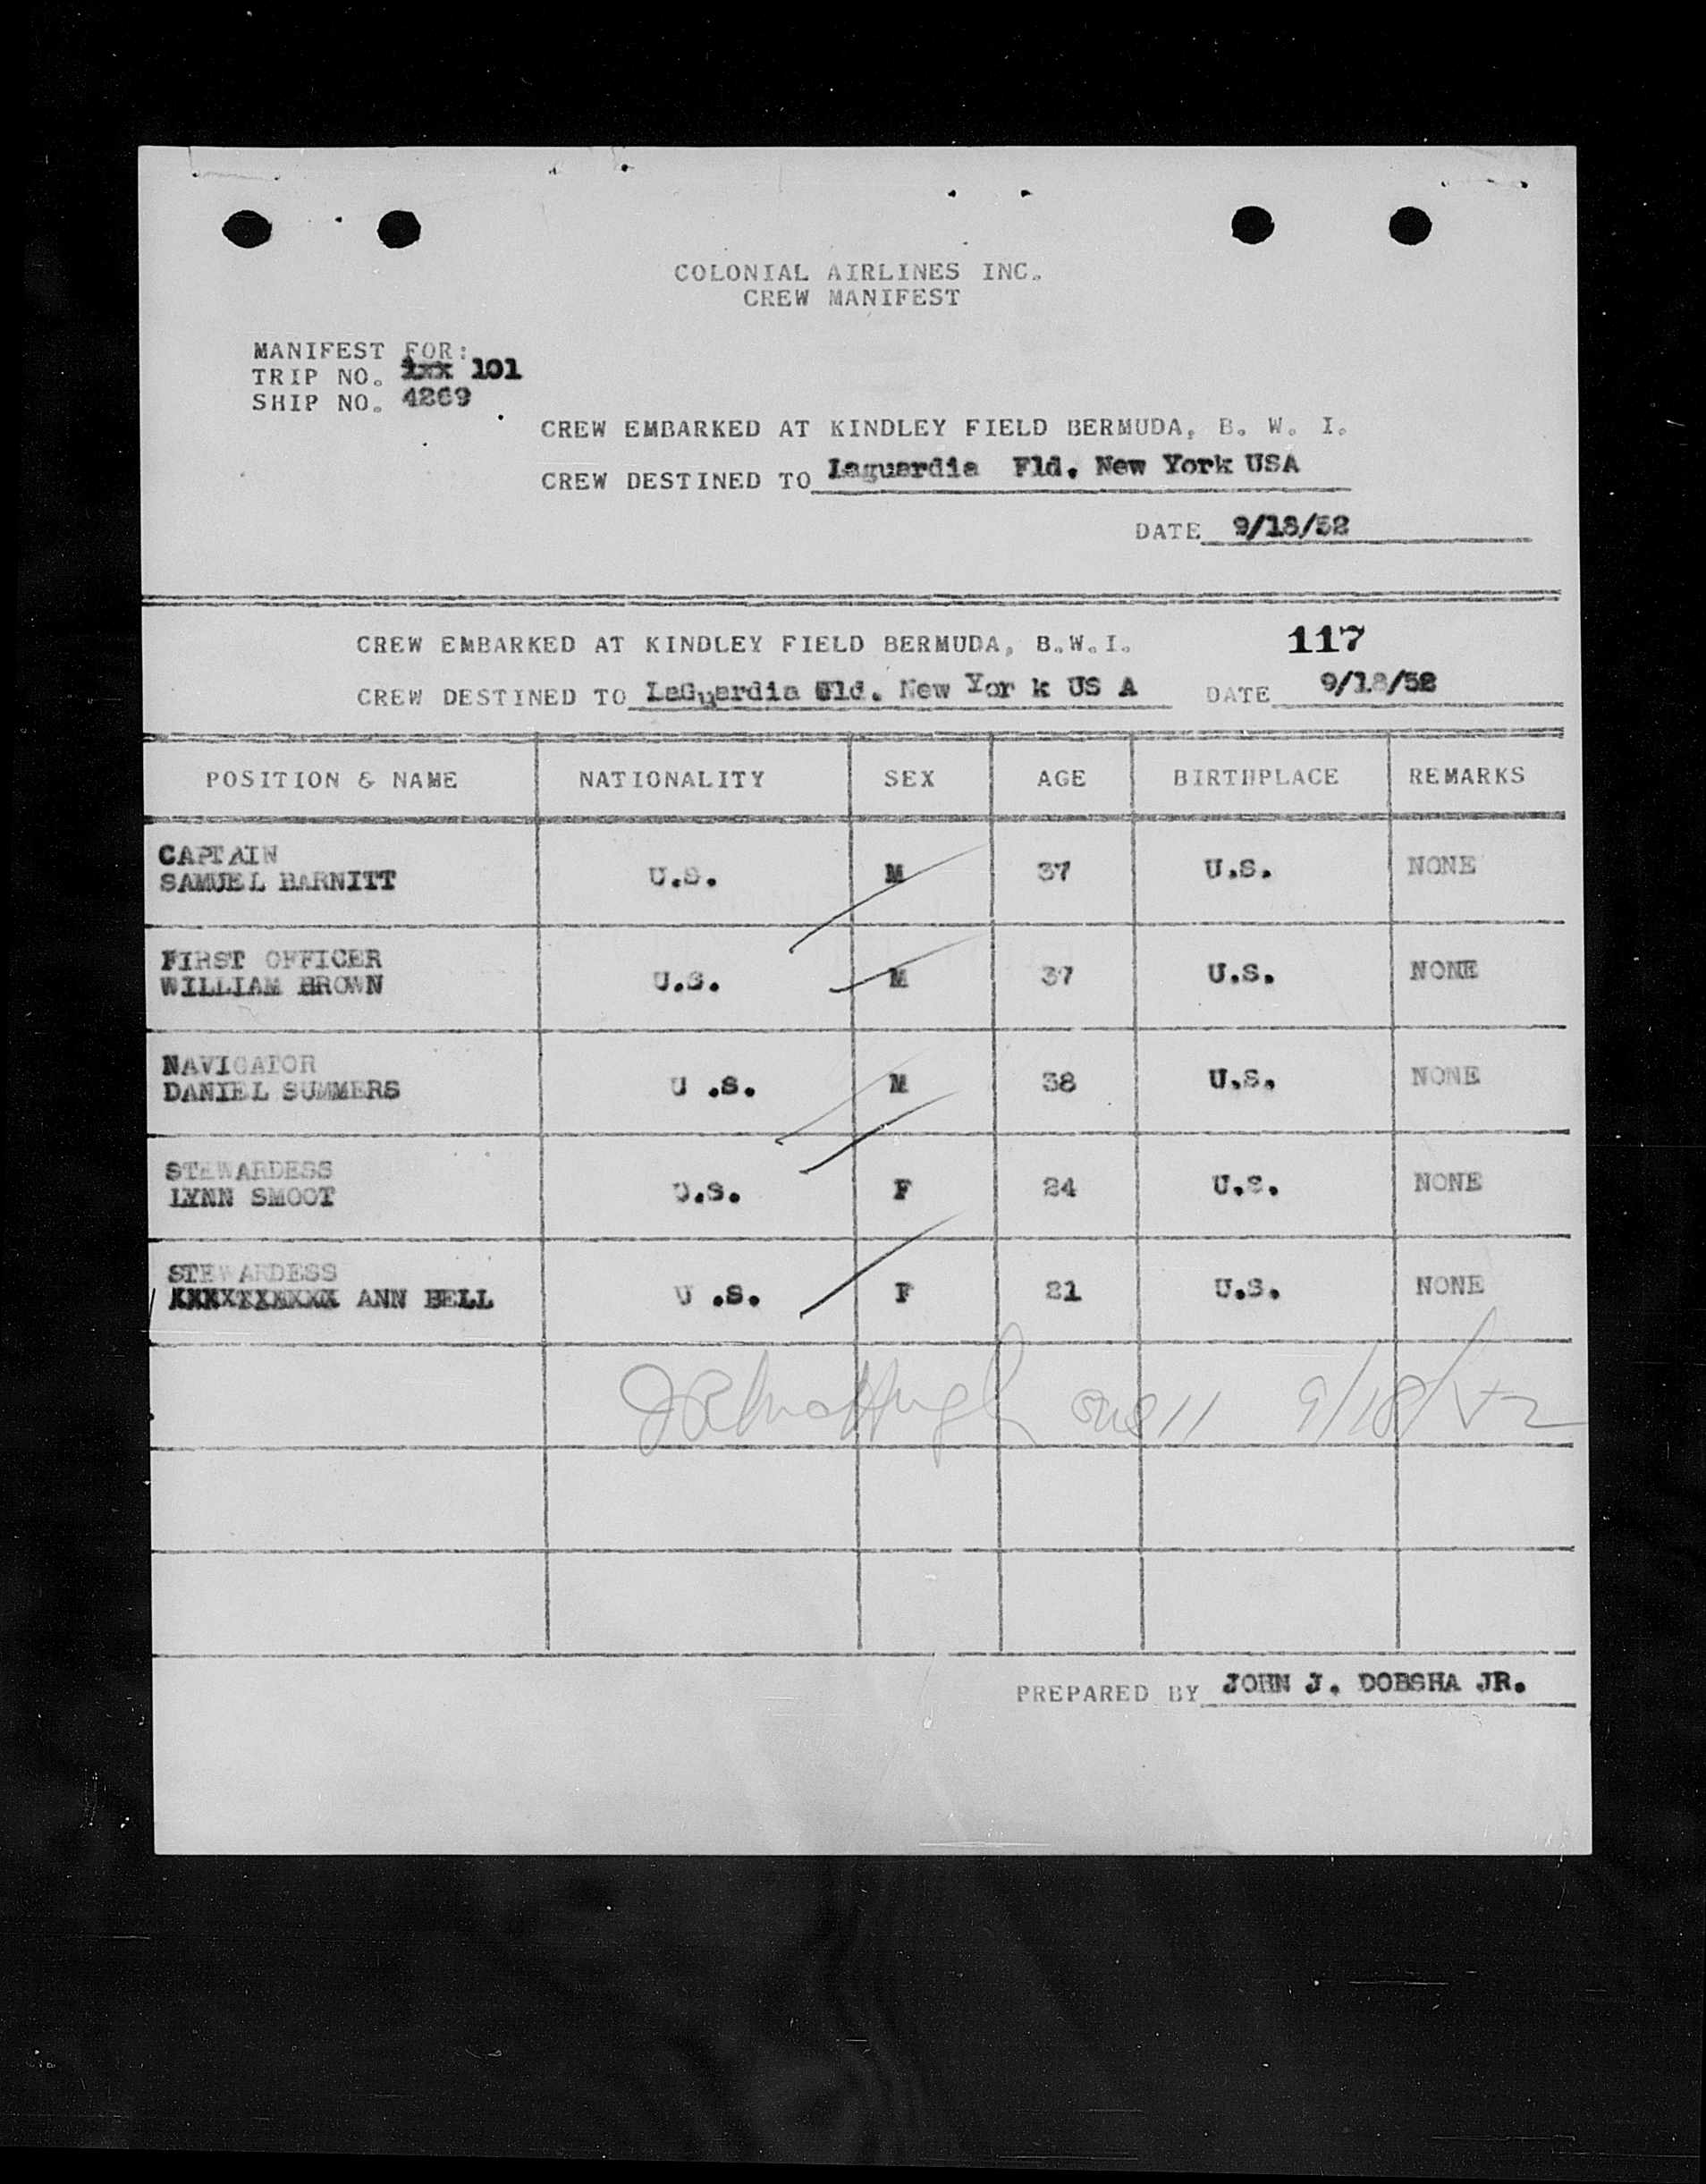 COLONIAL AIRLINES INC.
CREW MANIFEST
MANIFEST FOR:
TRIP NO. 1xx 101
SHIP NO. 4269
CREW EMBARKED AT KINDLEY FIELD BERMUDA, B. W. I.
CREW DESTINED TO Laguardia Fld. New York USA
DATE 9/18/52
CREW EMBARKED AT KINDLEY FIELD BERMUDA, B.W.I. 117
CREW DESTINED TO LaGuardia Fld. New Yor k US A DATE 9/18/52
POSITION & NAME NATIONALITY SEX AGE BIRTHPLACE REMARKS
CAPTAIN
SAMUEL BARNITT U.S. M 37 U.S. NONE
FIRST OFFICER
WILLIAM BROWN U.S. M 37 U.S. NONE
NAVIGATOR
DANIEL SUMMERS U .S. M 38 U.S. NONE
STEWARDESS
LYNN SMOOT U.S. F 24 U.S. NONE
STEWARDESS
ANN BELL U .S. F 21 U.S. NONE
9/18/52
PREPARED BY JOHN J. DOBSHA JR.